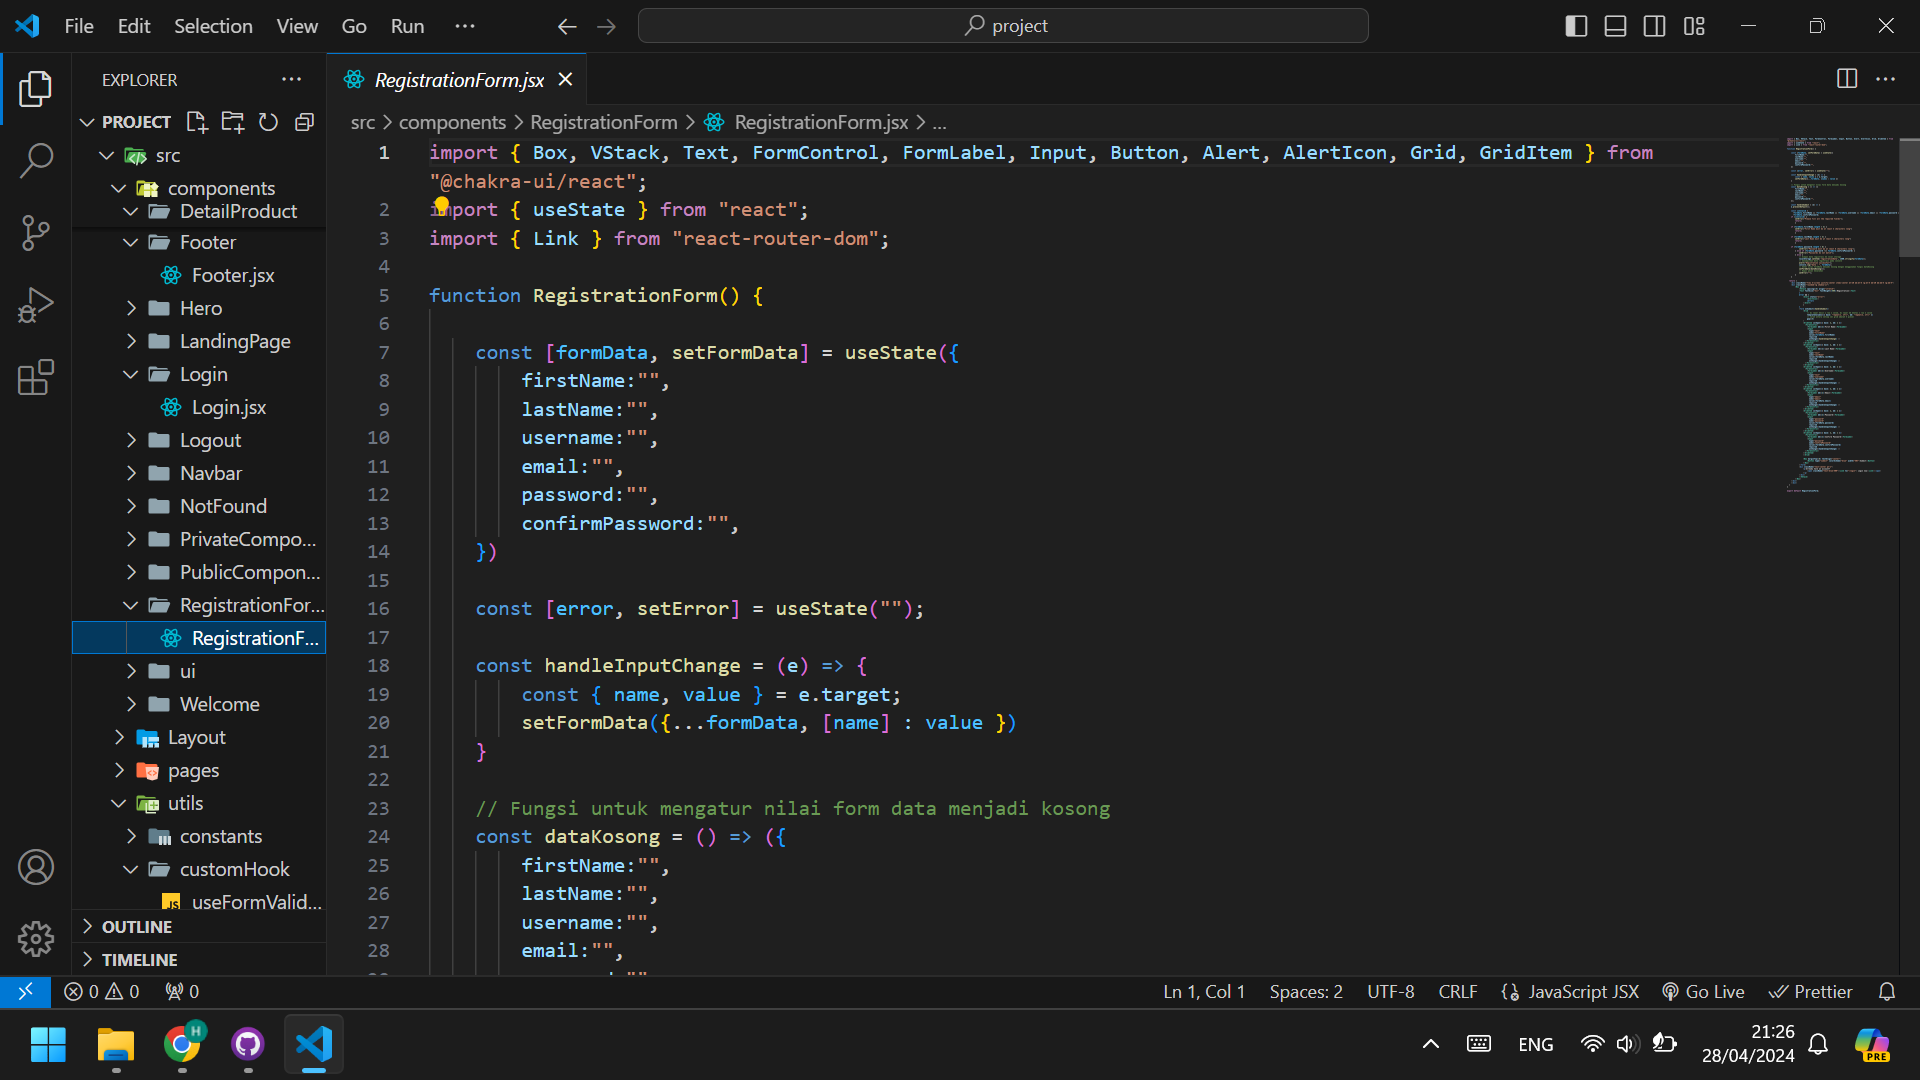 File Edit Selection View Go Run ...
project
EXPLORER ...
RegistrationForm.jsx
PROJECT
src > components > RegistrationForm > RegistrationForm.jsx > ...
src
components
DetailProduct
Footer
Footer.jsx
Hero
LandingPage
Login
Login.jsx
Logout
Navbar
NotFound
PrivateCompo...
PublicCompon...
RegistrationFor...
RegistrationF...
ui
Welcome
Layout
pages
utils
constants
customHook
JS useFormValid...
OUTLINE
TIMELINE
1 import { Box, VStack, Text, FormControl, FormLabel, Input, Button, Alert, AlertIcon, Grid, GridItem } from
"@chakra-ui/react";
2 import { useState } from "react";
3 import { Link } from "react-router-dom";
4
5 function RegistrationForm() {
6
7 const [formData, setFormData] = useState({
8 firstName:"",
9 lastName:"",
10 username:"",
11 email:"",
12 password:"",
13 confirmPassword:"",
14 })
15
16 const [error, setError] = useState("");
17
18 const handleInputChange = (e) => {
19 const { name, value } = e.target;
20 setFormData({...formData, [name] : value })
21 }
22
23 // Fungsi untuk mengatur nilai form data menjadi kosong
24 const dataKosong = () => ({
25 firstName:"",
26 lastName:"",
27 username:"",
28 email:"",
0 0 0
Ln 1, Col 1 Spaces: 2 UTF-8 CRLF JavaScript JSX Go Live Prettier
H
ENG
21:26
28/04/2024
PRE